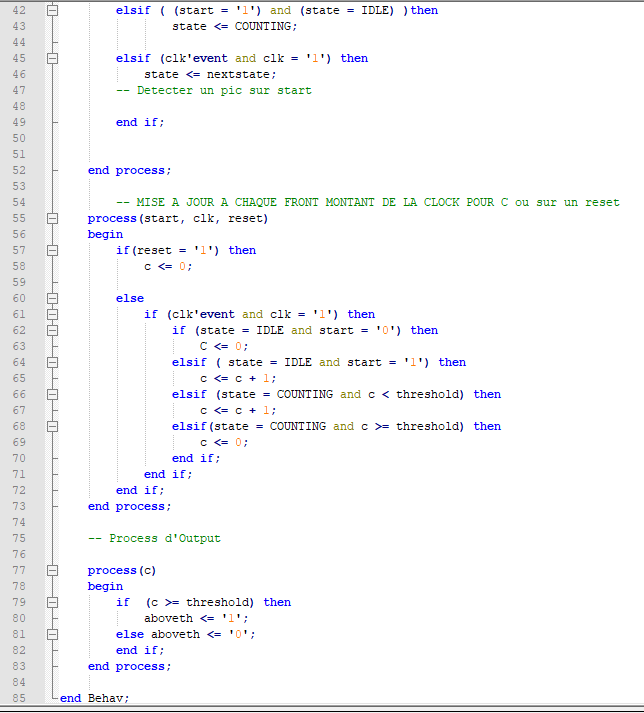 42 elsif ( (start = '1') and (state = IDLE) )then
43 state <= COUNTING;
44
45 elsif (clk'event and clk = '1') then
46 state <= nextstate;
47 -- Detecter un pic sur start
48
49 end if;
50
51
52 end process;
53
54 -- MISE A JOUR A CHAQUE FRONT MONTANT DE LA CLOCK POUR C ou sur un reset
55 process(start, clk, reset)
56 begin
57 if(reset = '1') then
58 c <= 0;
59
60 else
61 if (clk'event and clk = '1') then
62 if (state = IDLE and start = '0') then
63 C <= 0;
64 elsif ( state = IDLE and start = '1') then
65 c <= c + 1;
66 elsif (state = COUNTING and c < threshold) then
67 c <= c + 1;
68 elsif(state = COUNTING and c >= threshold) then
69 c <= 0;
70 end if;
71 end if;
72 end if;
73 end process;
74
75 -- Process d'Output
76
77 process(c)
78 begin
79 if (c >= threshold) then
80 aboveth <= '1';
81 else aboveth <= '0';
82 end if;
83 end process;
84
85 end Behav;